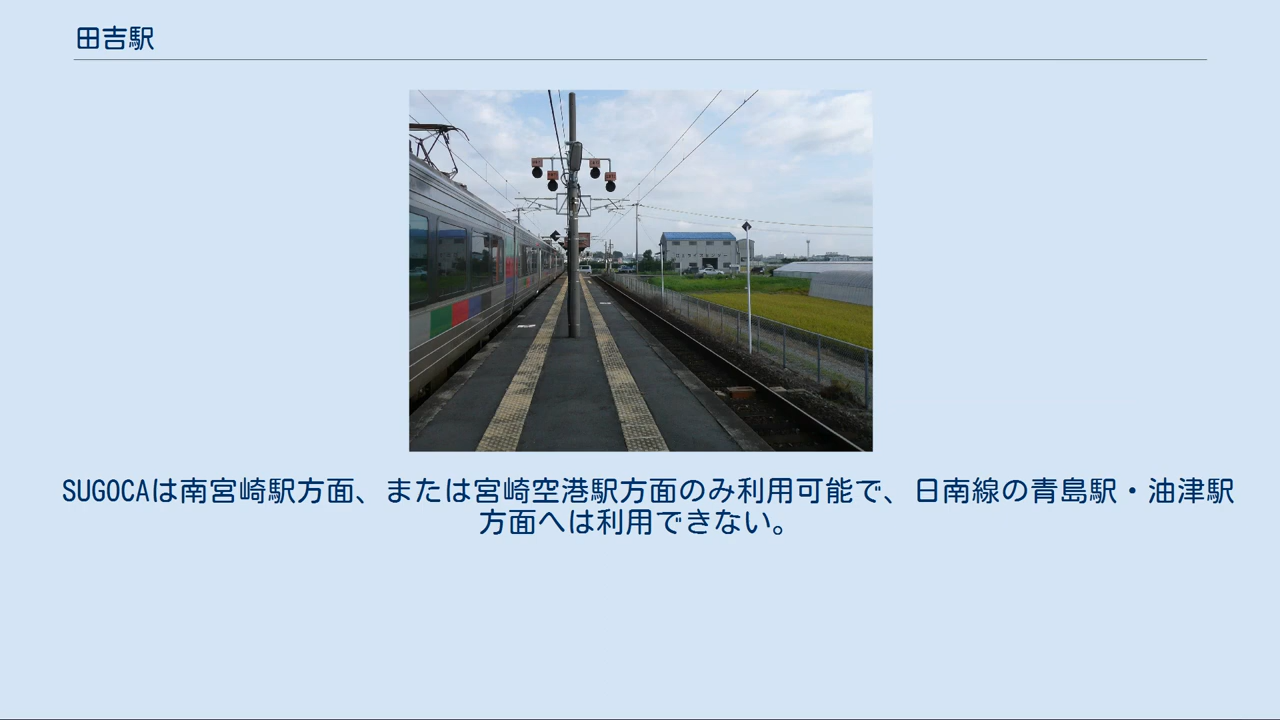 田吉駅
SUGOCAは南宮崎駅方面、または宮崎空港駅方面のみ利用可能で、日南線の青島駅・油津駅
方面へは利用できない。